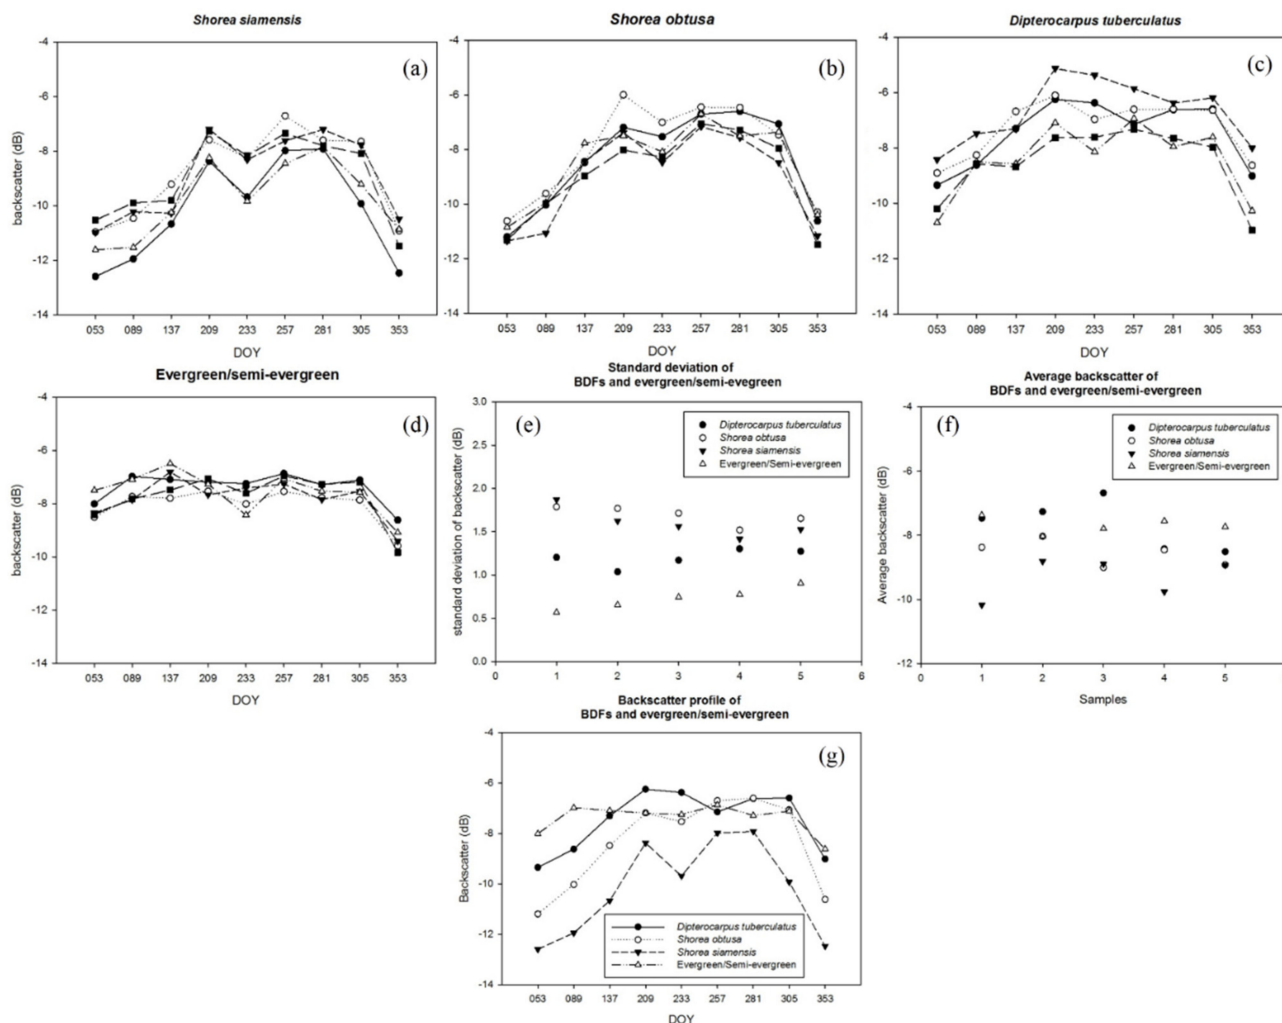 Shorea siamensis
Shorea obtusa
Dipterocarpus tuberculatus
-4
-6
-8
-10
-12
-14
backscatter (dB)
(a)
053 089 137 209 233 257 281 305 353
DOY
-4
-6
-8
-10
-12
-14
(b)
053 089 137 209 233 257 281 305 353
DOY
-4
-6
-8
-10
-12
-14
(c)
053 089 137 209 233 257 281 305 353
DOY
Evergreen/semi-evergreen
-4
-6
-8
-10
-12
-14
backscatter (dB)
(d)
053 089 137 209 233 257 281 305 353
DOY
Standard deviation of
BDFs and evergreen/semi-evegreen
3.0
2.5
2.0
1.5
1.0
0.5
0.0
standard deviation of backscatter (dB)
(e)
Dipterocarpus tuberculatus
Shorea obtusa
Shorea siamensis
Evergreen/Semi-evergreen
0 1 2 3 4 5 6
Average backscatter of
BDFs and evergreen/semi-evergreen
-4
-6
-8
-10
-12
Average backscatter (dB)
(f)
Dipterocarpus tuberculatus
Shorea obtusa
Shorea siamensis
Evergreen/Semi-evergreen
0 1 2 3 4 5
Samples
Backscatter profile of
BDFs and evergreen/semi-evergreen
-4
-6
-8
-10
-12
-14
Backscatter (dB)
(g)
Dipterocarpus tuberculatus
Shorea obtusa
Shorea siamensis
Evergreen/Semi-evergreen
053 089 137 209 233 257 281 305 353
DOY